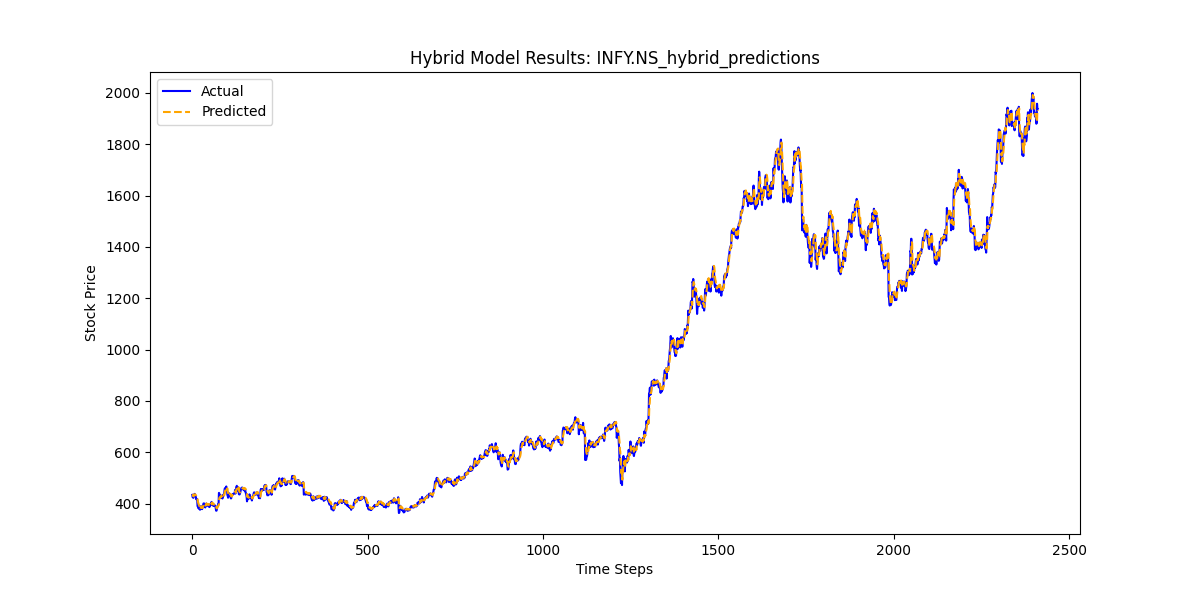 Hybrid Model Results: INFY.NS_hybrid_predictions
Actual
Predicted
Stock Price
2000
1800
1600
1400
1200
1000
800
600
400
0 500 1000 1500 2000 2500
Time Steps